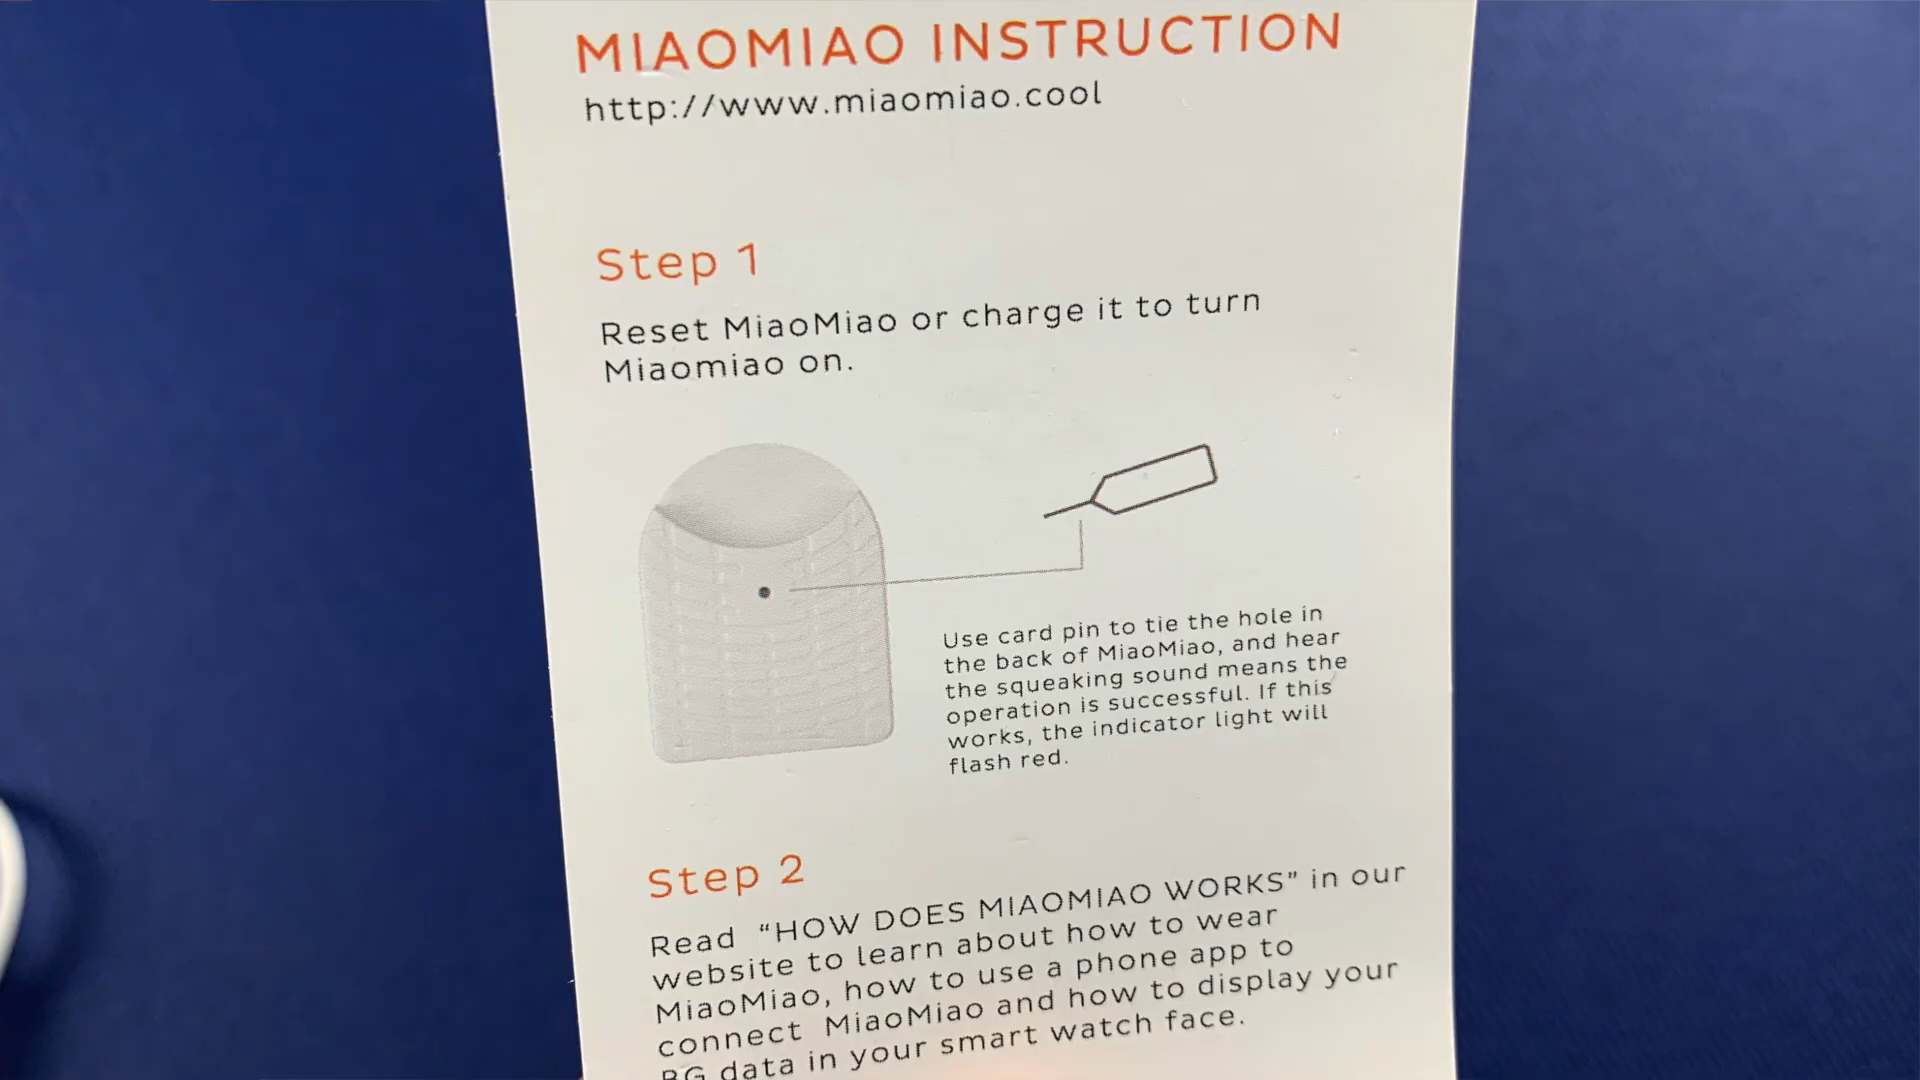 MIAOMIAO INSTRUCTION
http://www.miaomiao.cool
Step 1
Reset MiaoMiao or charge it to turn
Miaomiao on.
Use card pin to tie the hole in
the back of MiaoMiao, and hear
the squeaking sound means the
operation is successful. If this
works, the indicator light will
flash red.
Step 2
Read “HOW DOES MIAOMIAO WORKS” in our
website to learn about how to wear
MiaoMiao, how to use a phone app to
connect MiaoMiao and how to display your
BG data in your smart watch face.